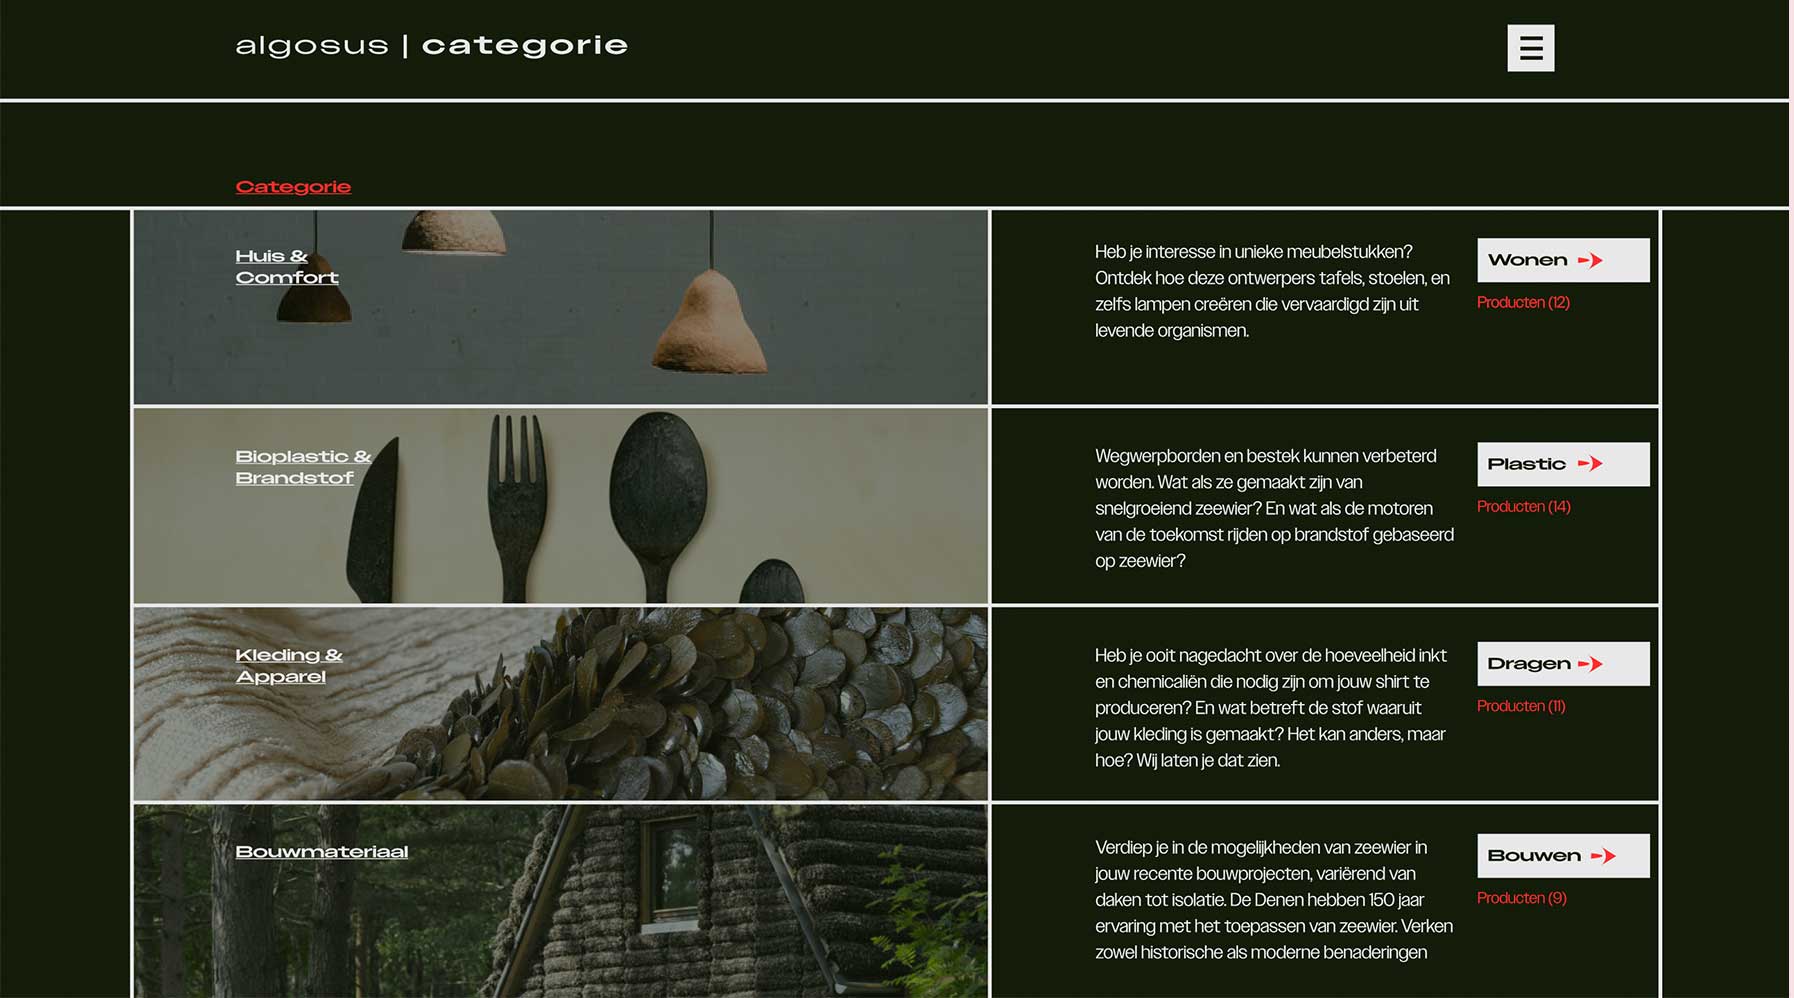 algosus | categorie
Categorie
Huis &
Comfort
Heb je interesse in unieke meubelstukken?
Ontdek hoe deze ontwerpers tafels, stoelen, en
zelfs lampen creëren die vervaardigd zijn uit
levende organismen.
Wonen
Producten (12)
Bioplastic &
Brandstof
Wegwerpborden en bestek kunnen verbeterd
worden. Wat als ze gemaakt zijn van
snelgroeiend zeewier? En wat als de motoren
van de toekomst rijden op brandstof gebaseerd
op zeewier?
Plastic
Producten (14)
Kleding &
Apparel
Heb je ooit nagedacht over de hoeveelheid inkt
en chemicaliën die nodig zijn om jouw shirt te
produceren? En wat betreft de stof waaruit
jouw kleding is gemaakt? Het kan anders, maar
hoe? Wij laten je dat zien.
Dragen
Producten (11)
Bouwmateriaal
Verdiep je in de mogelijkheden van zeewier in
jouw recente bouwprojecten, variërend van
daken tot isolatie. De Denen hebben 150 jaar
ervaring met het toepassen van zeewier. Verken
zowel historische als moderne benaderingen
Bouwen
Producten (9)